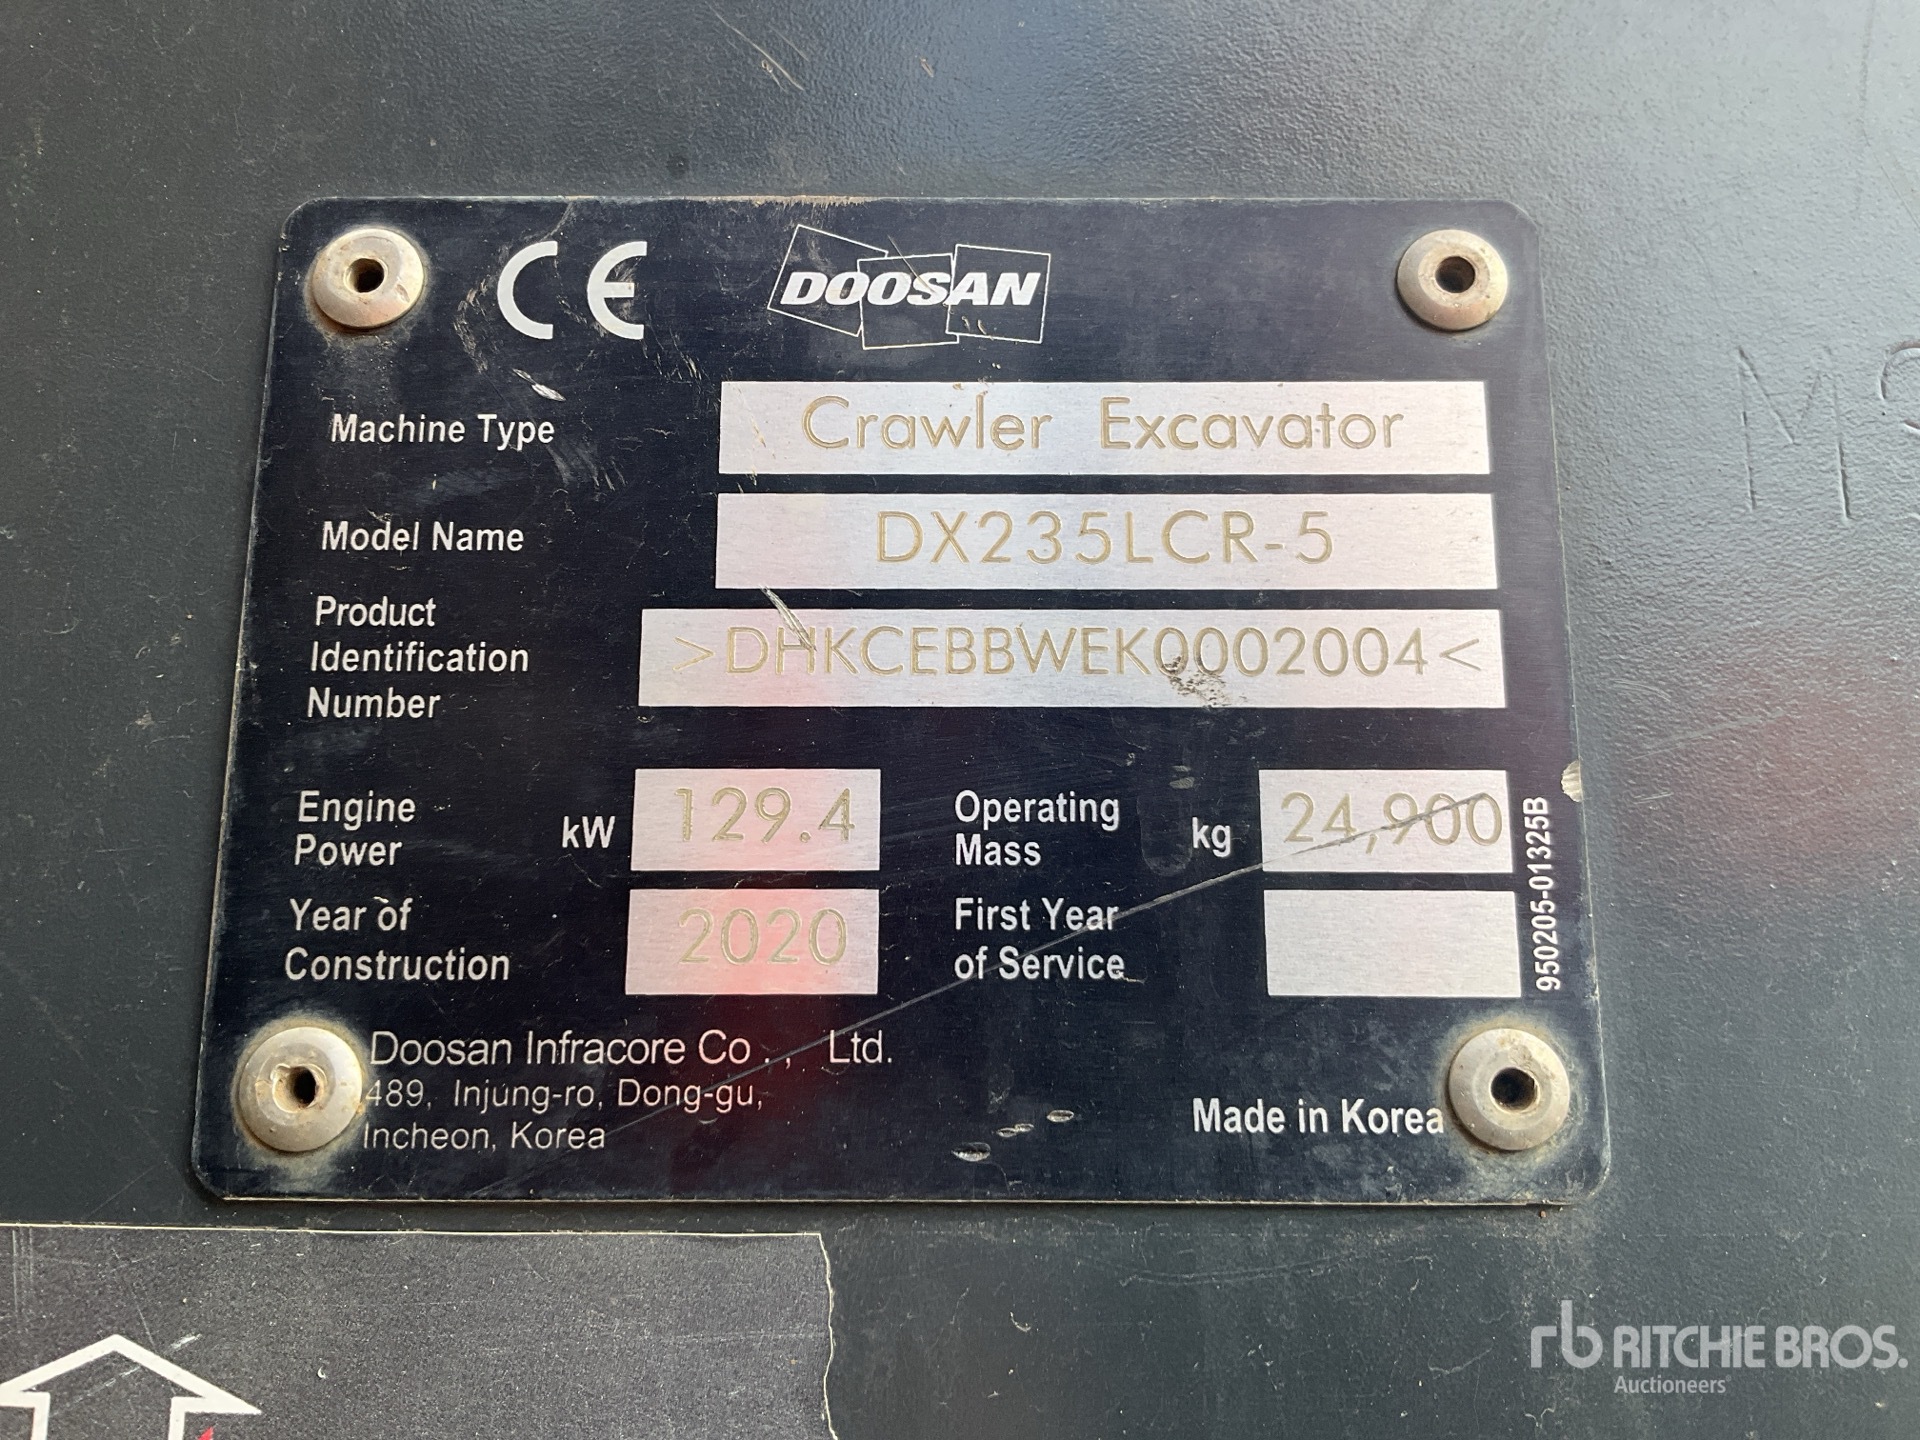 CE DOOSAN
Machine Type Crawler Excavator
Model Name DX235LCR-5
Product
Identification
Number
>DHKCEBBWEK0002004<
Engine
Power
kW 129.4
Operating
Mass
kg 24,900
Year of
Construction
2020
First Year
of Service
950205-01325B
Doosan Infracore Co., Ltd.
489, Injung-ro, Dong-gu,
Incheon, Korea
Made in Korea
rb RITCHIE BROS.
Auctioneers